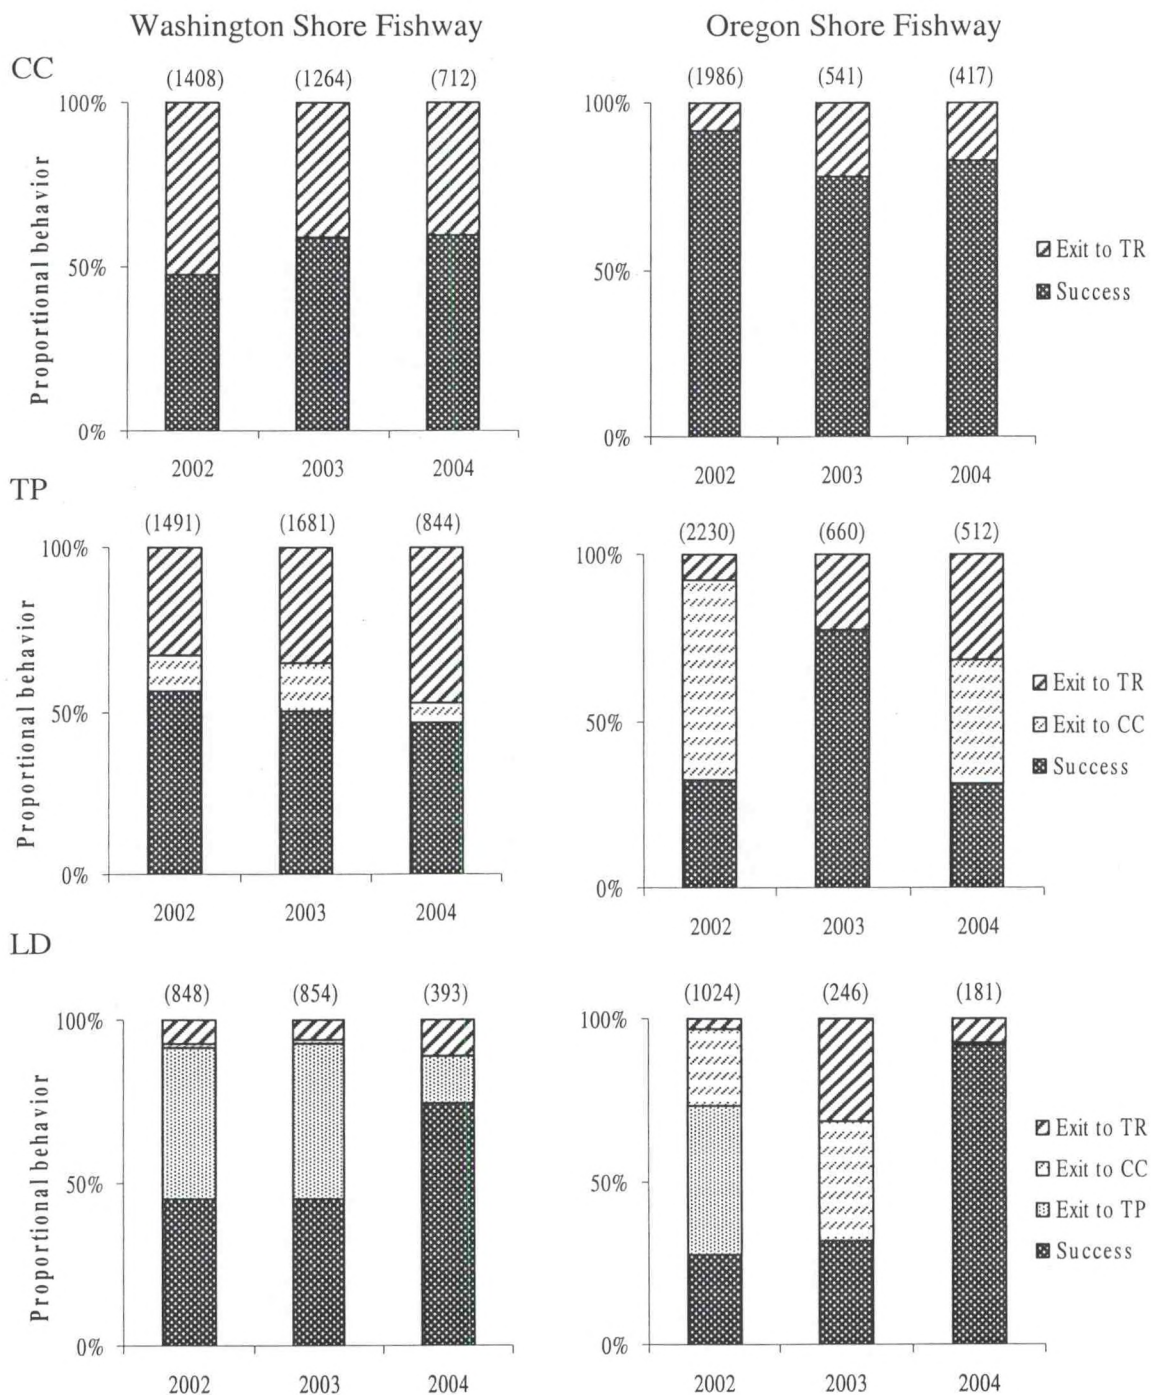 Washington Shore Fishway
Oregon Shore Fishway
CC
(1408) (1264) (712)
100%
50%
0%
Proportional behavior
2002 2003 2004
(1986) (541) (417)
100%
50%
0%
2002 2003 2004
Exit to TR
Success
TP
(1491) (1681) (844)
100%
50%
0%
Proportional behavior
2002 2003 2004
(2230) (660) (512)
100%
50%
0%
2002 2003 2004
Exit to TR
Exit to CC
Success
LD
(848) (854) (393)
100%
50%
0%
Proportional behavior
2002 2003 2004
(1024) (246) (181)
100%
50%
0%
2002 2003 2004
Exit to TR
Exit to CC
Exit to TP
Success